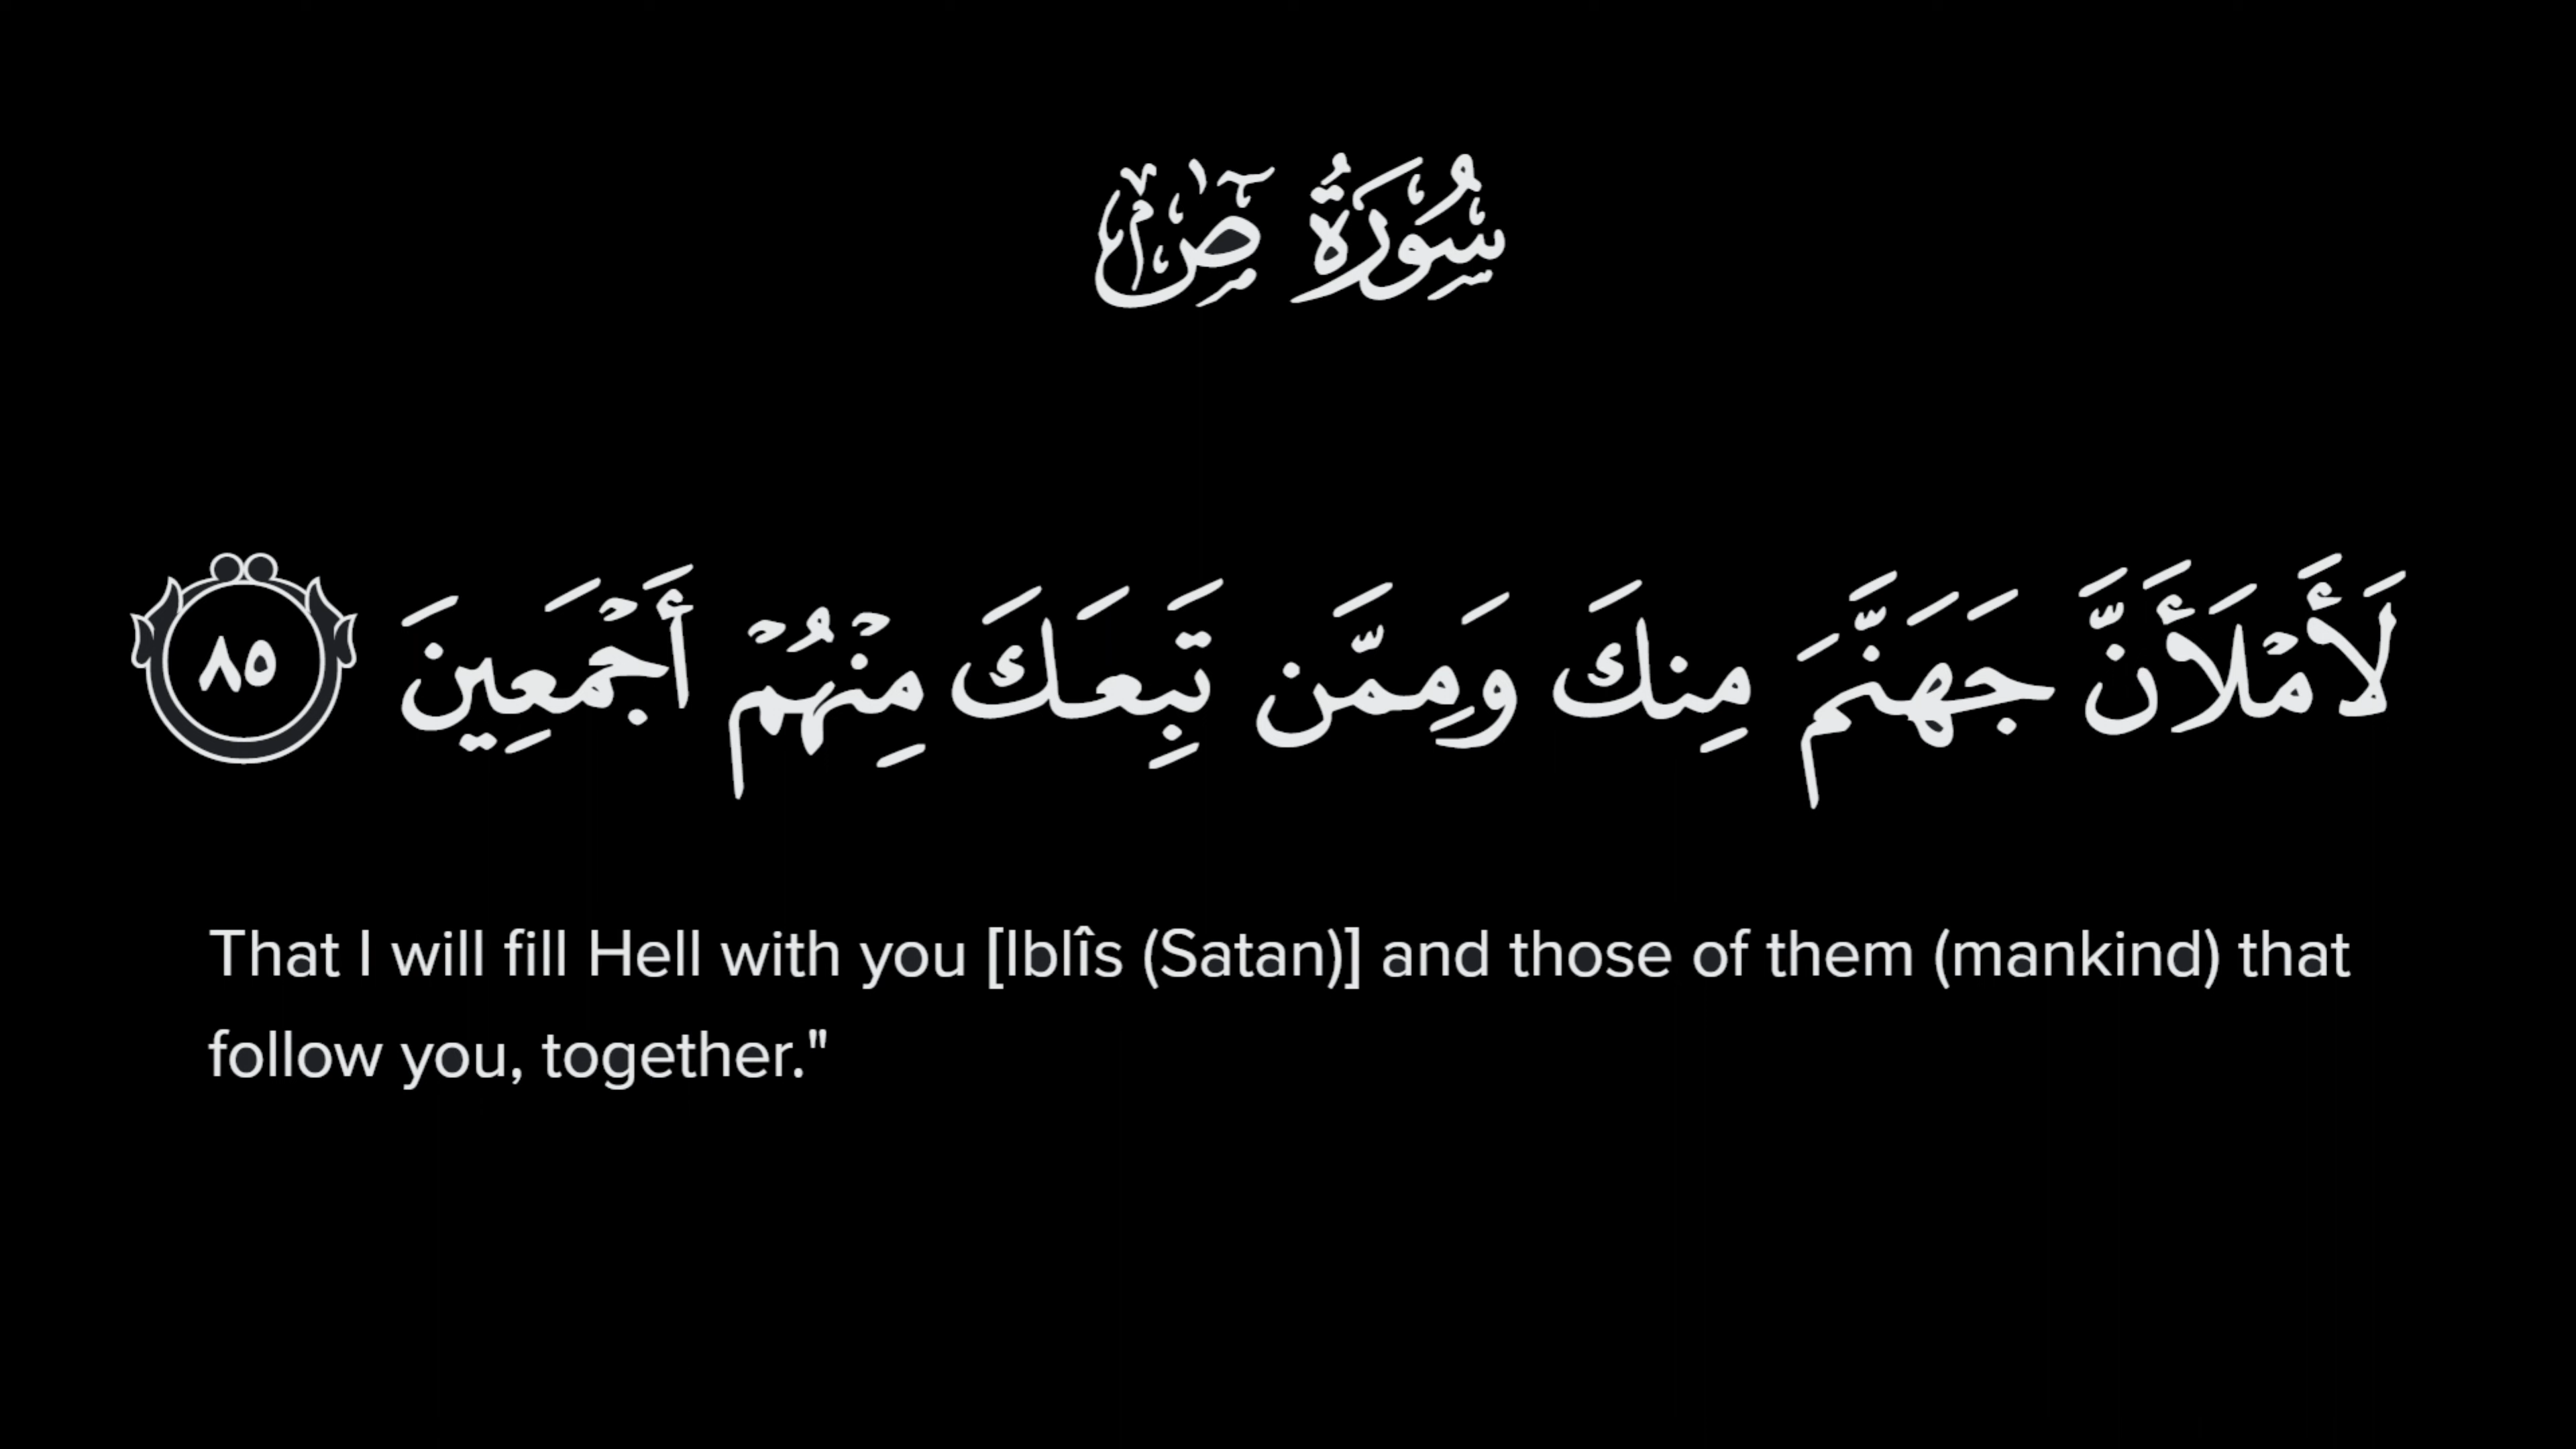 سُورَةُ صٓ
لَأَمۡلَأَنَّ جَهَنَّمَ مِنكَ وَمِمَّن تَبِعَكَ مِنۡهُمۡ أَجۡمَعِينَ ٨٥
That I will fill Hell with you [Iblîs (Satan)] and those of them (mankind) that
follow you, together."